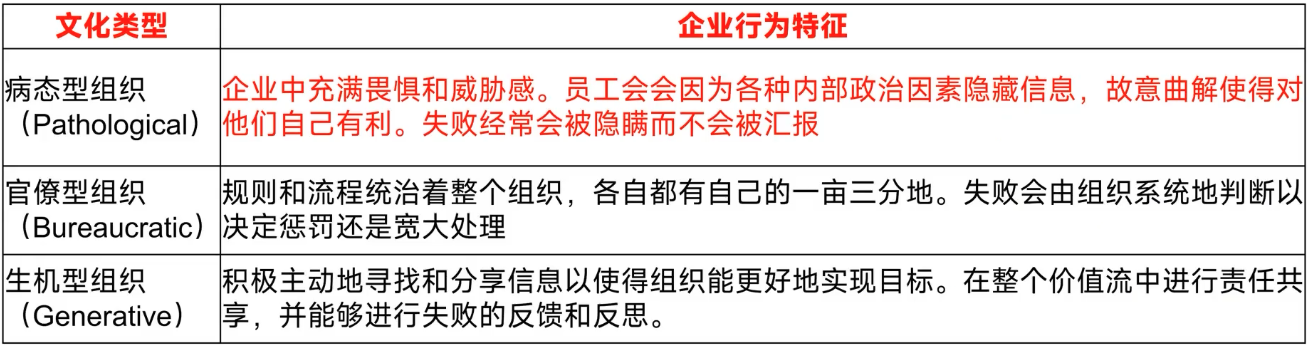 文化类型
企业行为特征
病态型组织
（Pathological）
企业中充满畏惧和威胁感。员工会会因为各种内部政治因素隐藏信息，故意曲解使得对
他们自己有利。失败经常会被隐瞒而不会被汇报
官僚型组织
（Bureaucratic）
规则和流程统治着整个组织，各自都有自己的一亩三分地。失败会由组织系统地判断以
决定惩罚还是宽大处理
生机型组织
（Generative）
积极主动地寻找和分享信息以使得组织能更好地实现目标。在整个价值流中进行责任共
享，并能够进行失败的反馈和反思。